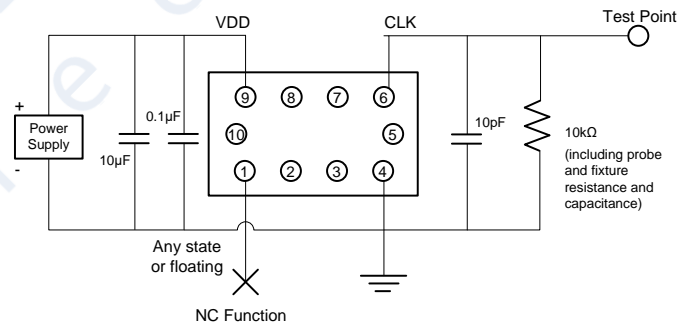 VDD
CLK
Test Point
+
Power
Supply
-
10µF
0.1µF
9
8
7
6
10
5
1
2
3
4
10pF
10kΩ
(including probe
and fixture
resistance and
capacitance)
Any state
or floating
NC Function